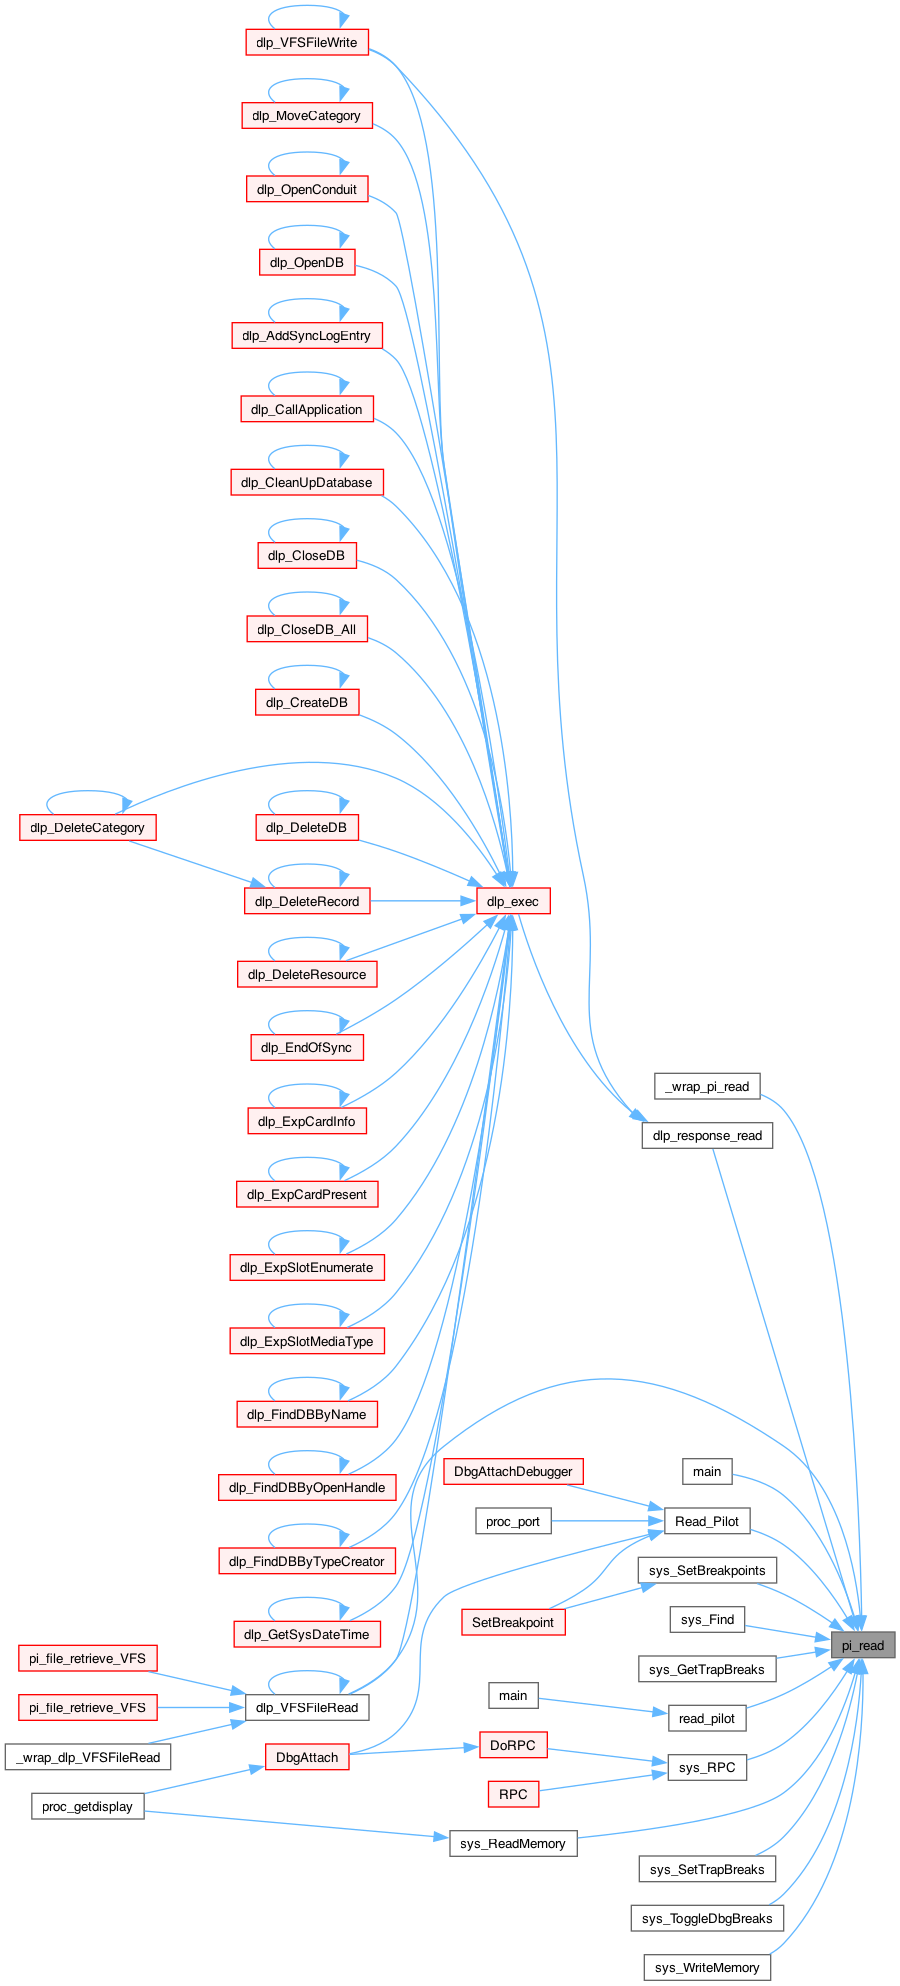 dlp_VFSFileWrite
dlp_MoveCategory
dlp_OpenConduit
dlp_OpenDB
dlp_AddSyncLogEntry
dlp_CallApplication
dlp_CleanUpDatabase
dlp_CloseDB
dlp_CloseDB_All
dlp_CreateDB
dlp_DeleteCategory
dlp_DeleteDB
dlp_DeleteRecord
dlp_exec
dlp_DeleteResource
dlp_EndOfSync
_wrap_pi_read
dlp_ExpCardInfo
dlp_response_read
dlp_ExpCardPresent
dlp_ExpSlotEnumerate
dlp_ExpSlotMediaType
dlp_FindDBByName
DbgAttachDebugger
main
dlp_FindDBByOpenHandle
proc_port
Read_Pilot
dlp_FindDBByTypeCreator
sys_SetBreakpoints
SetBreakpoint
sys_Find
dlp_GetSysDateTime
pi_read
pi_file_retrieve_VFS
sys_GetTrapBreaks
main
pi_file_retrieve_VFS
dlp_VFSFileRead
read_pilot
DoRPC
_wrap_dlp_VFSFileRead
DbgAttach
sys_RPC
RPC
proc_getdisplay
sys_ReadMemory
sys_SetTrapBreaks
sys_ToggleDbgBreaks
sys_WriteMemory